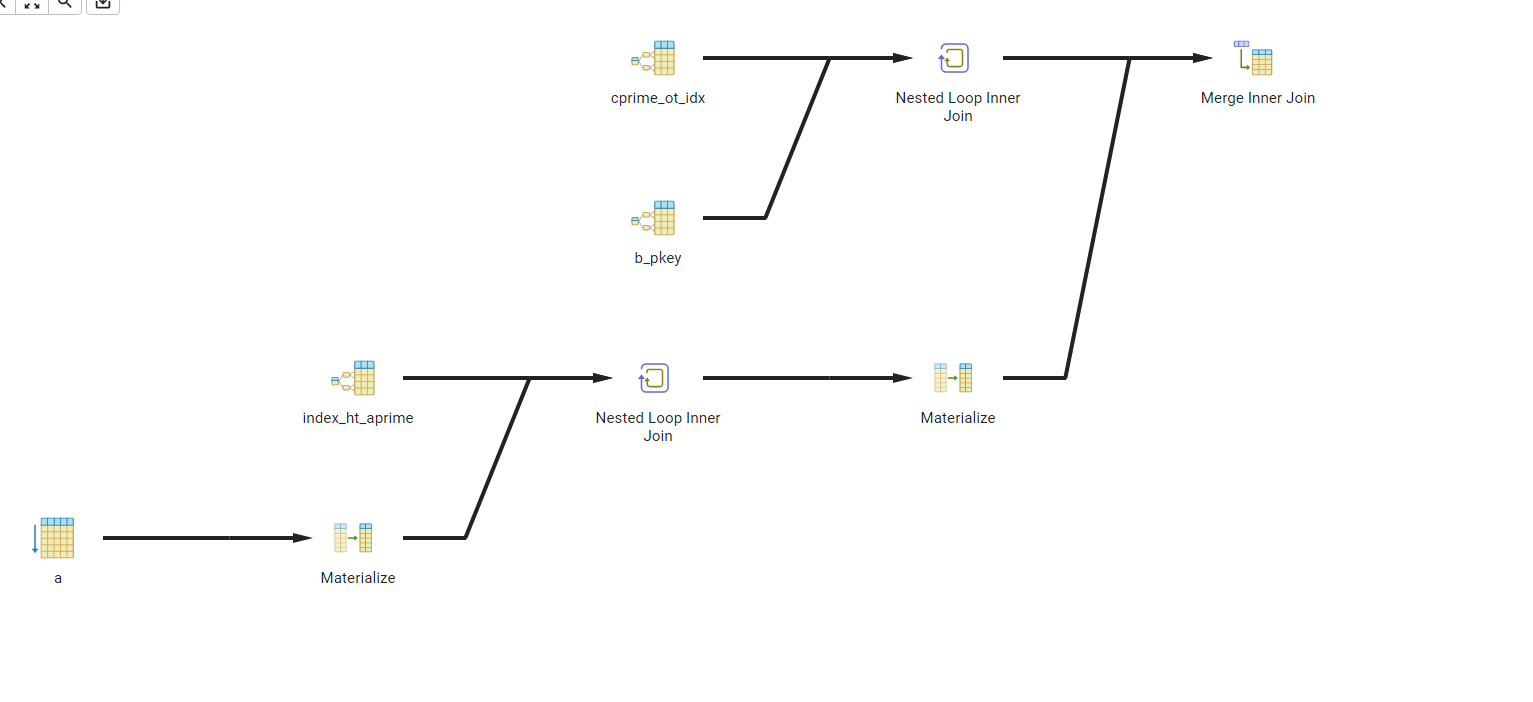 cprime_ot_idx
Nested Loop Inner
Join
Merge Inner Join
b_pkey
index_ht_aprime
Nested Loop Inner
Join
Materialize
a
Materialize